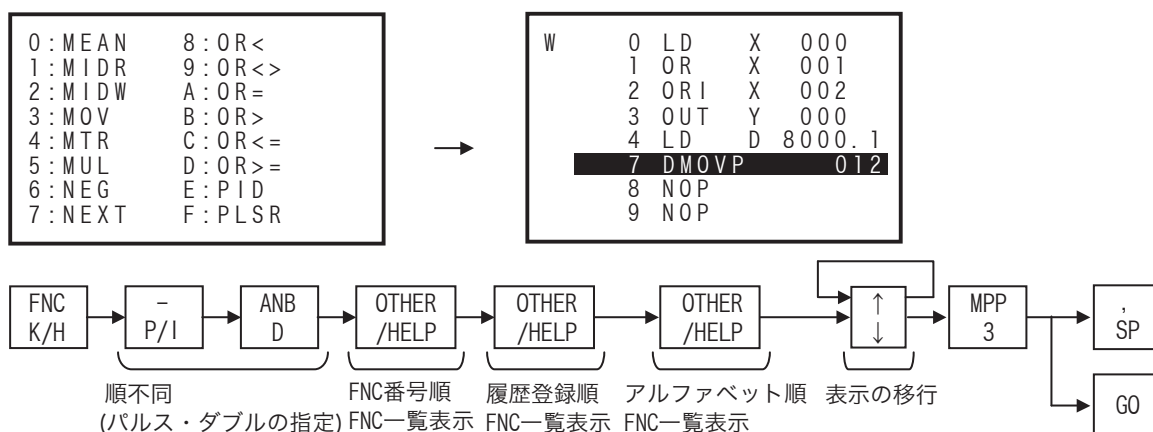 0:MEAN 8:OR<
1:MIDR 9:OR<>
2:MIDW A:OR=
3:MOV B:OR>
4:MTR C:OR<=
5:MUL D:OR>=
6:NEG E:PID
7:NEXT F:PLSR
→
W 0 LD X 000
1 OR X 001
2 ORI X 002
3 OUT Y 000
4 LD D 8000.1
7 DMOVP 012
8 NOP
9 NOP
FNC
K/H
−
P/I
ANB
D
OTHER
/HELP
OTHER
/HELP
OTHER
/HELP
↑
↓
MPP
3
,
SP
GO
順不同
(パルス・ダブルの指定)
FNC番号順
FNC一覧表示
履歴登録順
FNC一覧表示
アルファベット順
FNC一覧表示
表示の移行